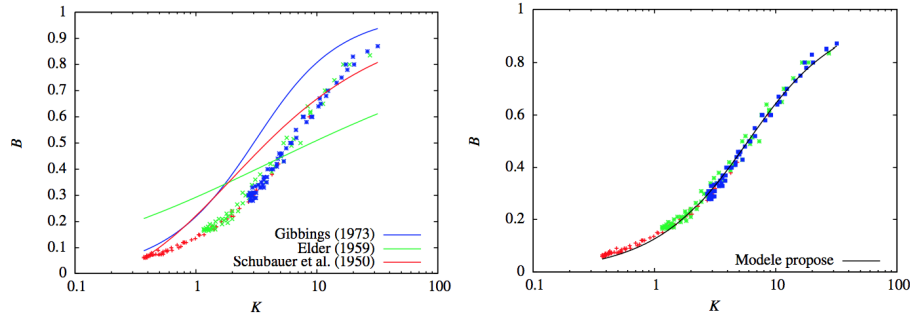 1
0.9
0.8
0.7
0.6
0.5
0.4
0.3
0.2
0.1
0
B
0.1 1 10 100
K
Gibbings (1973)
Elder (1959)
Schubauer et al. (1950)
1
0.8
0.6
0.4
0.2
0
B
0.1 1 10 100
K
Modele propose